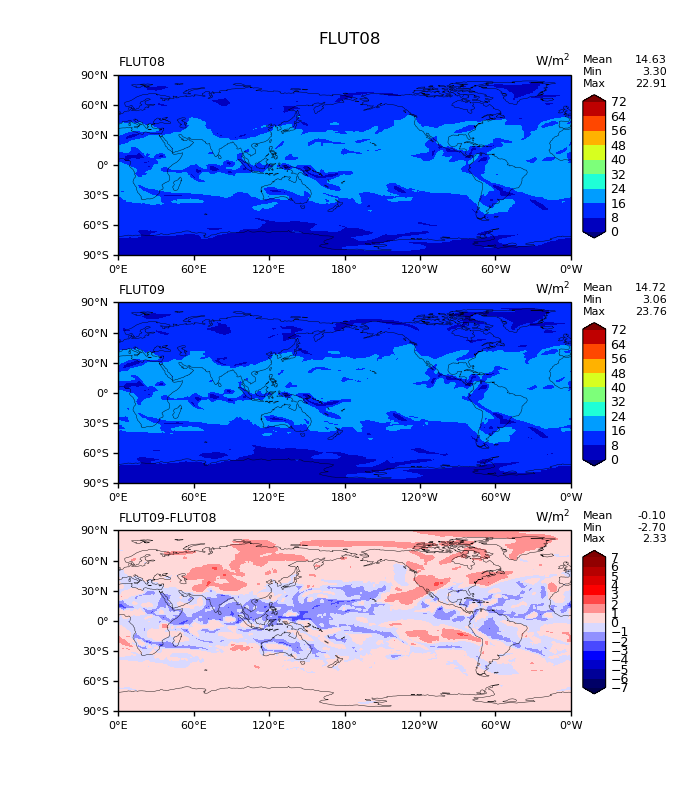 FLUT08
FLUT08 W/m²
Mean 14.63
Min 3.30
Max 22.91
90°N
60°N
30°N
0°
30°S
60°S
90°S
0°E 60°E 120°E 180° 120°W 60°W 0°W
72
64
56
48
40
32
24
16
8
0
FLUT09 W/m²
Mean 14.72
Min 3.06
Max 23.76
90°N
60°N
30°N
0°
30°S
60°S
90°S
0°E 60°E 120°E 180° 120°W 60°W 0°W
72
64
56
48
40
32
24
16
8
0
FLUT09-FLUT08 W/m²
Mean -0.10
Min -2.70
Max 2.33
90°N
60°N
30°N
0°
30°S
60°S
90°S
0°E 60°E 120°E 180° 120°W 60°W 0°W
7
6
5
4
3
2
1
0
−1
−2
−3
−4
−5
−6
−7